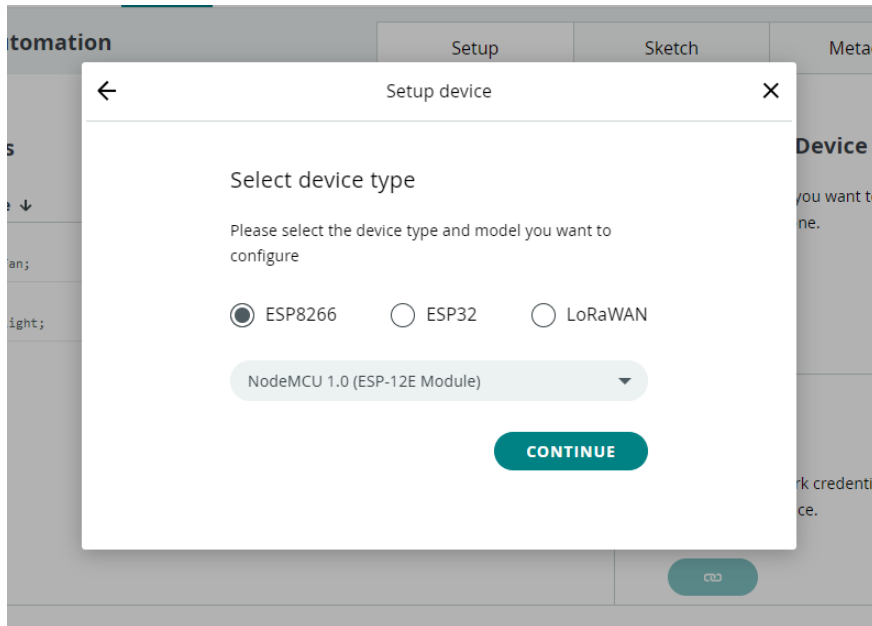 tomation
Setup
Sketch
Meta
Setup device
s
Device
Select device type
e
you want t
Please select the device type and model you want to
ne.
configure
an;
ESP8266
ESP32
LoRaWAN
ight;
NodeMCU 1.0 (ESP-12E Module)
CONTINUE
rk credenti
ce.